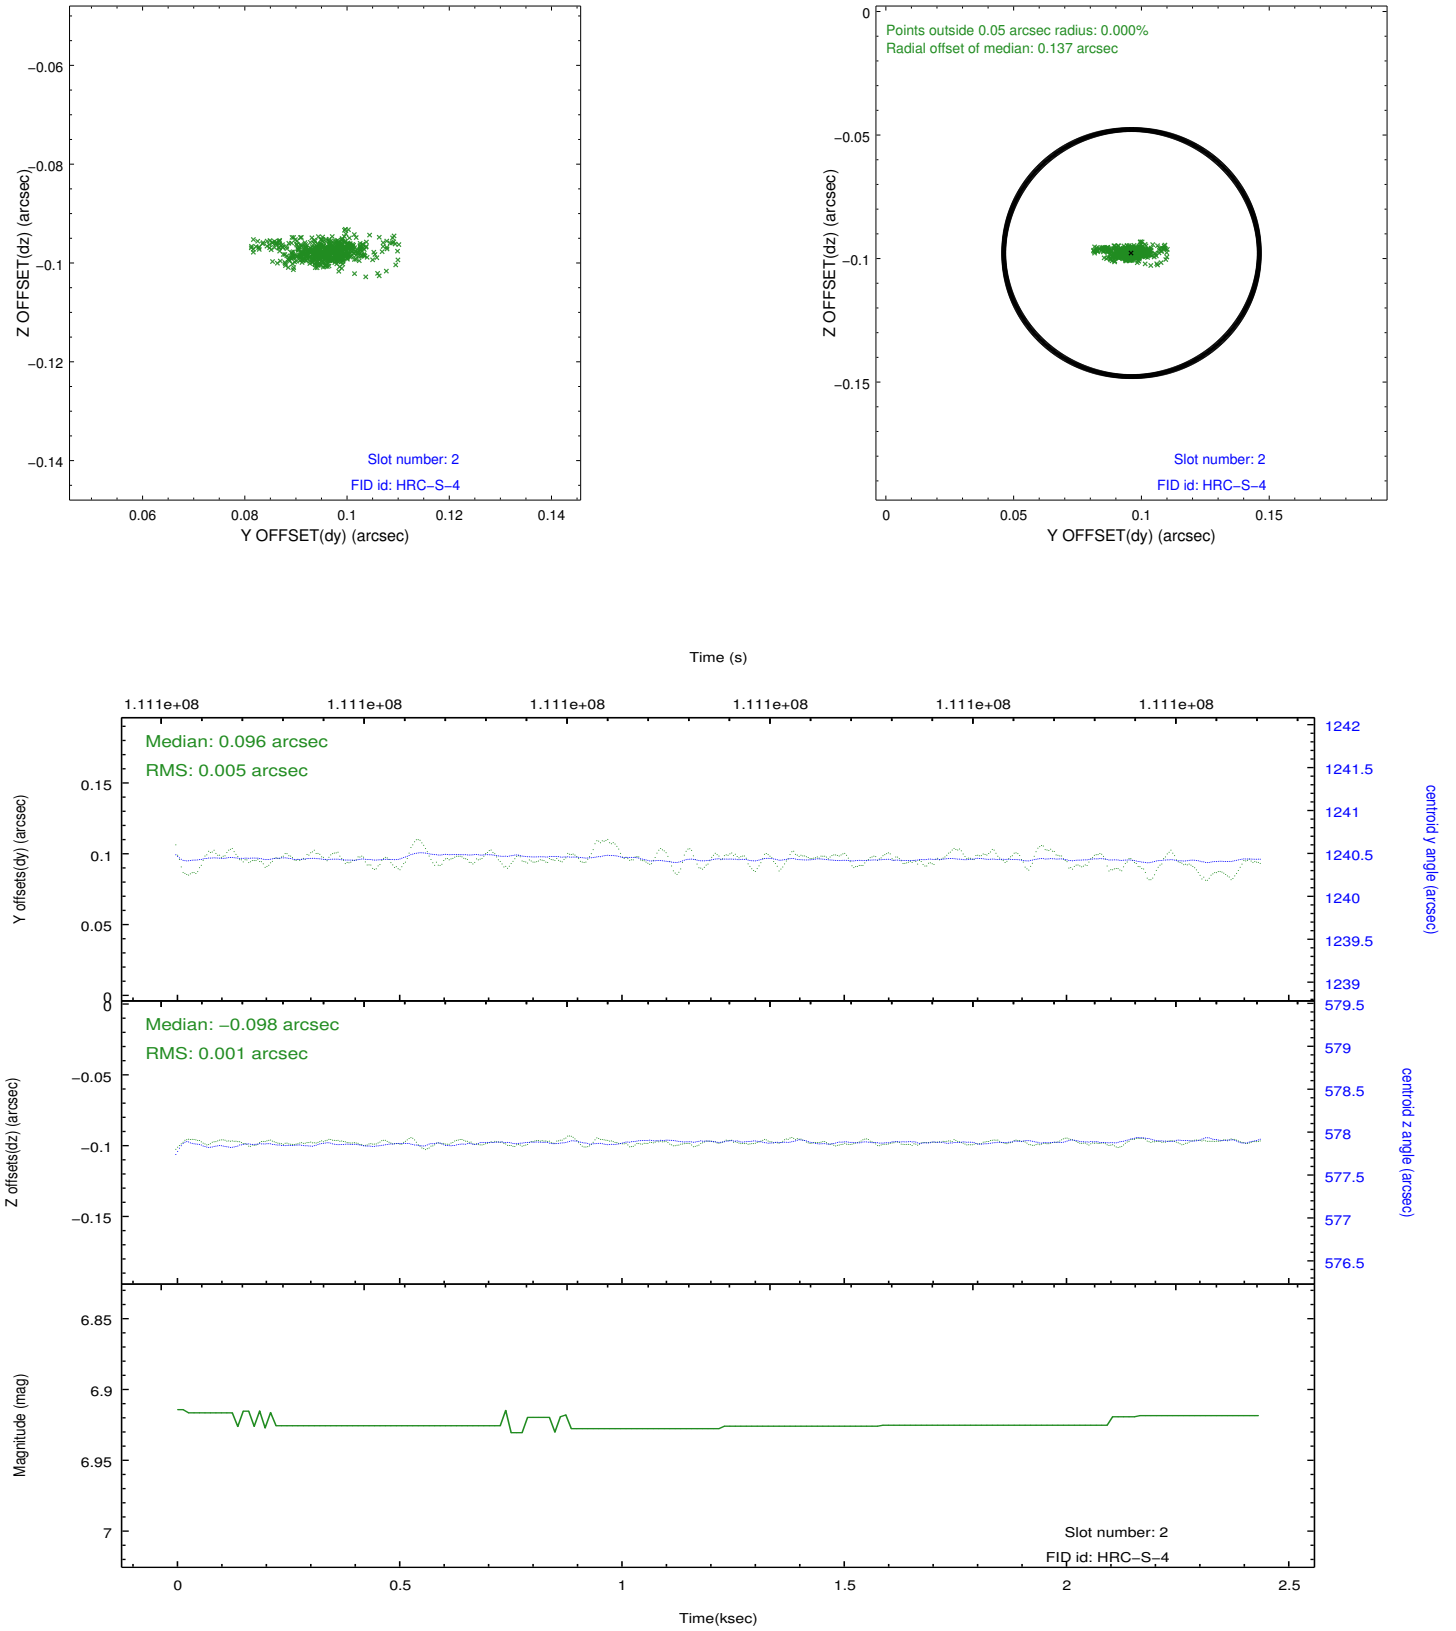 −0.06
−0.08
−0.1
−0.12
−0.14
Z OFFSET(dz) (arcsec)
Slot number: 2
FID id: HRC−S−4
0.06 0.08 0.1 0.12 0.14
Y OFFSET(dy) (arcsec)
Points outside 0.05 arcsec radius: 0.000%
Radial offset of median: 0.137 arcsec
0
−0.05
−0.1
−0.15
Z OFFSET(dz) (arcsec)
Slot number: 2
FID id: HRC−S−4
0 0.05 0.1 0.15
Y OFFSET(dy) (arcsec)
Time (s)
1.111e+08 1.111e+08 1.111e+08 1.111e+08 1.111e+08 1.111e+08
Median: 0.096 arcsec
RMS: 0.005 arcsec
0.15
0.1
0.05
0
Y offsets(dy) (arcsec)
1242
1241.5
1241
1240.5
1240
1239.5
1239
centroid y angle (arcsec)
Median: −0.098 arcsec
RMS: 0.001 arcsec
0
−0.05
−0.1
−0.15
Z offsets(dz) (arcsec)
579.5
579
578.5
578
577.5
577
576.5
centroid z angle (arcsec)
6.85
6.9
6.95
7
Magnitude (mag)
Slot number: 2
FID id: HRC−S−4
0 0.5 1 1.5 2 2.5
Time(ksec)